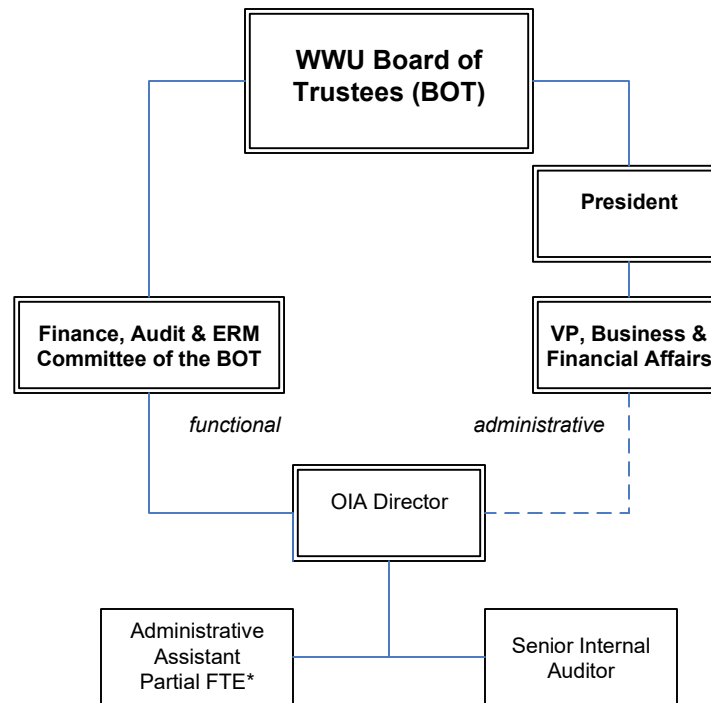 WWU Board of
Trustees (BOT)
President
Finance, Audit & ERM
Committee of the BOT
VP, Business &
Financial Affairs
functional
administrative
OIA Director
Administrative
Assistant
Partial FTE*
Senior Internal
Auditor